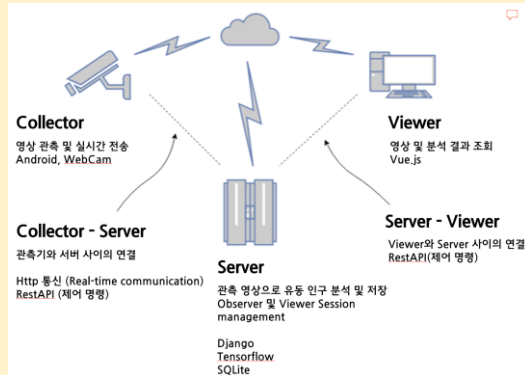 Collector
영상 관측 및 실시간 전송
Android, WebCam
Viewer
영상 및 분석 결과 조회
Vue.js
Collector - Server
관측기와 서버 사이의 연결
Http 통신 (Real-time communication)
RestAPI (제어 명령)
Server
관측 영상으로 유동 인구 분석 및 저장
Observer 및 Viewer Session
management
Django
Tensorflow
SQLite
Server - Viewer
Viewer와 Server 사이의 연결
RestAPI(제어 명령)